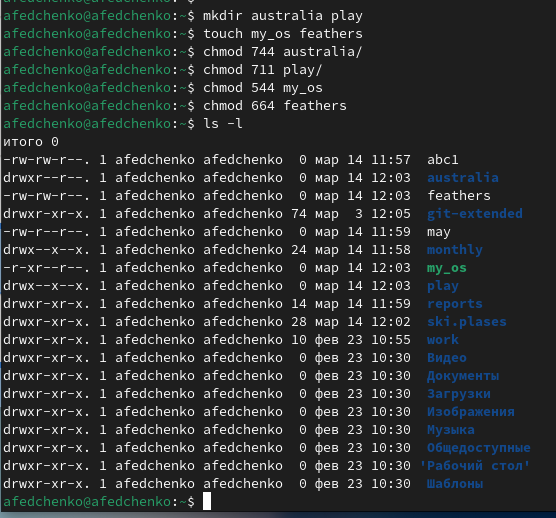 afedchenko@afedchenko:~$ mkdir australia play
afedchenko@afedchenko:~$ touch my_os feathers
afedchenko@afedchenko:~$ chmod 744 australia/
afedchenko@afedchenko:~$ chmod 711 play/
afedchenko@afedchenko:~$ chmod 544 my_os
afedchenko@afedchenko:~$ chmod 664 feathers
afedchenko@afedchenko:~$ ls -l
итого 0
-rw-rw-r--. 1 afedchenko afedchenko  0 мар 14 11:57  abc1
drwxr--r--. 1 afedchenko afedchenko  0 мар 14 12:03  australia
-rw-rw-r--. 1 afedchenko afedchenko  0 мар 14 12:03  feathers
drwxr-xr-x. 1 afedchenko afedchenko 74 мар  3 12:05  git-extended
-rw-r--r--. 1 afedchenko afedchenko  0 мар 14 11:59  may
drwx--x--x. 1 afedchenko afedchenko 24 мар 14 11:58  monthly
-r-xr--r--. 1 afedchenko afedchenko  0 мар 14 12:03  my_os
drwx--x--x. 1 afedchenko afedchenko  0 мар 14 12:03  play
drwxr-xr-x. 1 afedchenko afedchenko 14 мар 14 11:59  reports
drwxr-xr-x. 1 afedchenko afedchenko 28 мар 14 12:02  ski.plases
drwxr-xr-x. 1 afedchenko afedchenko 10 фев 23 10:55  work
drwxr-xr-x. 1 afedchenko afedchenko  0 фев 23 10:30  Видео
drwxr-xr-x. 1 afedchenko afedchenko  0 фев 23 10:30  Документы
drwxr-xr-x. 1 afedchenko afedchenko  0 фев 23 10:30  Загрузки
drwxr-xr-x. 1 afedchenko afedchenko  0 фев 23 10:30  Изображения
drwxr-xr-x. 1 afedchenko afedchenko  0 фев 23 10:30  Музыка
drwxr-xr-x. 1 afedchenko afedchenko  0 фев 23 10:30  Общедоступные
drwxr-xr-x. 1 afedchenko afedchenko  0 фев 23 10:30 'Рабочий стол'
drwxr-xr-x. 1 afedchenko afedchenko  0 фев 23 10:30  Шаблоны
afedchenko@afedchenko:~$